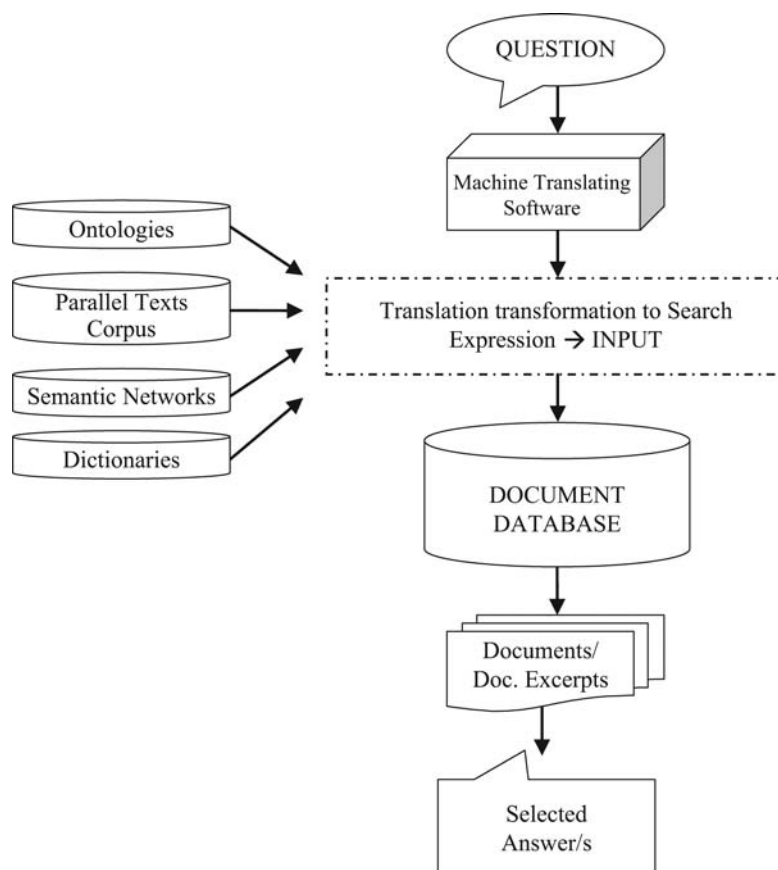 QUESTION
Machine Translating
Software
Ontologies
Parallel Texts
Corpus
Semantic Networks
Dictionaries
Translation transformation to Search
Expression → INPUT
DOCUMENT
DATABASE
Documents/
Doc. Excerpts
Selected
Answer/s